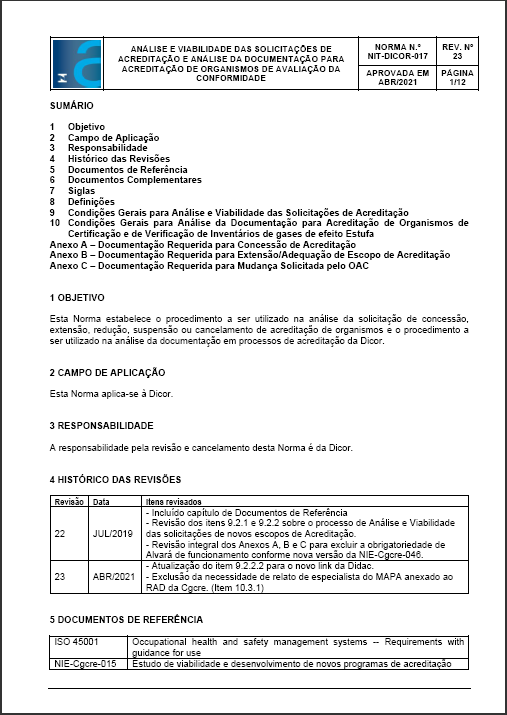 ANÁLISE E VIABILIDADE DAS SOLICITAÇÕES DE
ACREDITAÇÃO E ANÁLISE DA DOCUMENTAÇÃO PARA
ACREDITAÇÃO DE ORGANISMOS DE AVALIAÇÃO DA
CONFORMIDADE
NORMA N.º
NIT-DICOR-017
REV. Nº
23
APROVADA EM
ABR/2021
PÁGINA
1/12
SUMÁRIO
1 Objetivo
2 Campo de Aplicação
3 Responsabilidade
4 Histórico das Revisões
5 Documentos de Referência
6 Documentos Complementares
7 Siglas
8 Definições
9 Condições Gerais para Análise e Viabilidade das Solicitações de Acreditação
10 Condições Gerais para Análise da Documentação para Acreditação de Organismos de
Certificação e de Verificação de Inventários de gases de efeito Estufa
Anexo A – Documentação Requerida para Concessão de Acreditação
Anexo B – Documentação Requerida para Extensão/Adequação de Escopo de Acreditação
Anexo C – Documentação Requerida para Mudança Solicitada pelo OAC
1 OBJETIVO
Esta Norma estabelece o procedimento a ser utilizado na análise da solicitação de concessão,
extensão, redução, suspensão ou cancelamento de acreditação de organismos e o procedimento a
ser utilizado na análise da documentação em processos de acreditação da Dicor.
2 CAMPO DE APLICAÇÃO
Esta Norma aplica-se à Dicor.
3 RESPONSABILIDADE
A responsabilidade pela revisão e cancelamento desta Norma é da Dicor.
4 HISTÓRICO DAS REVISÕES
Revisão Data Itens revisados
22 JUL/2019 - Incluído capítulo de Documentos de Referência
- Revisão dos itens 9.2.1 e 9.2.2 sobre o processo de Análise e Viabilidade
das solicitações de novos escopos de Acreditação.
- Revisão integral dos Anexos A, B e C para excluir a obrigatoriedade de
Alvará de funcionamento conforme nova versão da NIE-Cgcre-046.
23 ABR/2021 - Atualização do item 9.2.2.2 para o novo link da Didac.
- Exclusão da necessidade de relato de especialista do MAPA anexado ao
RAD da Cgcre. (Item 10.3.1)
5 DOCUMENTOS DE REFERÊNCIA
ISO 45001 Occupational health and safety management systems -- Requirements with
guidance for use
NIE-Cgcre-015 Estudo de viabilidade e desenvolvimento de novos programas de acreditação